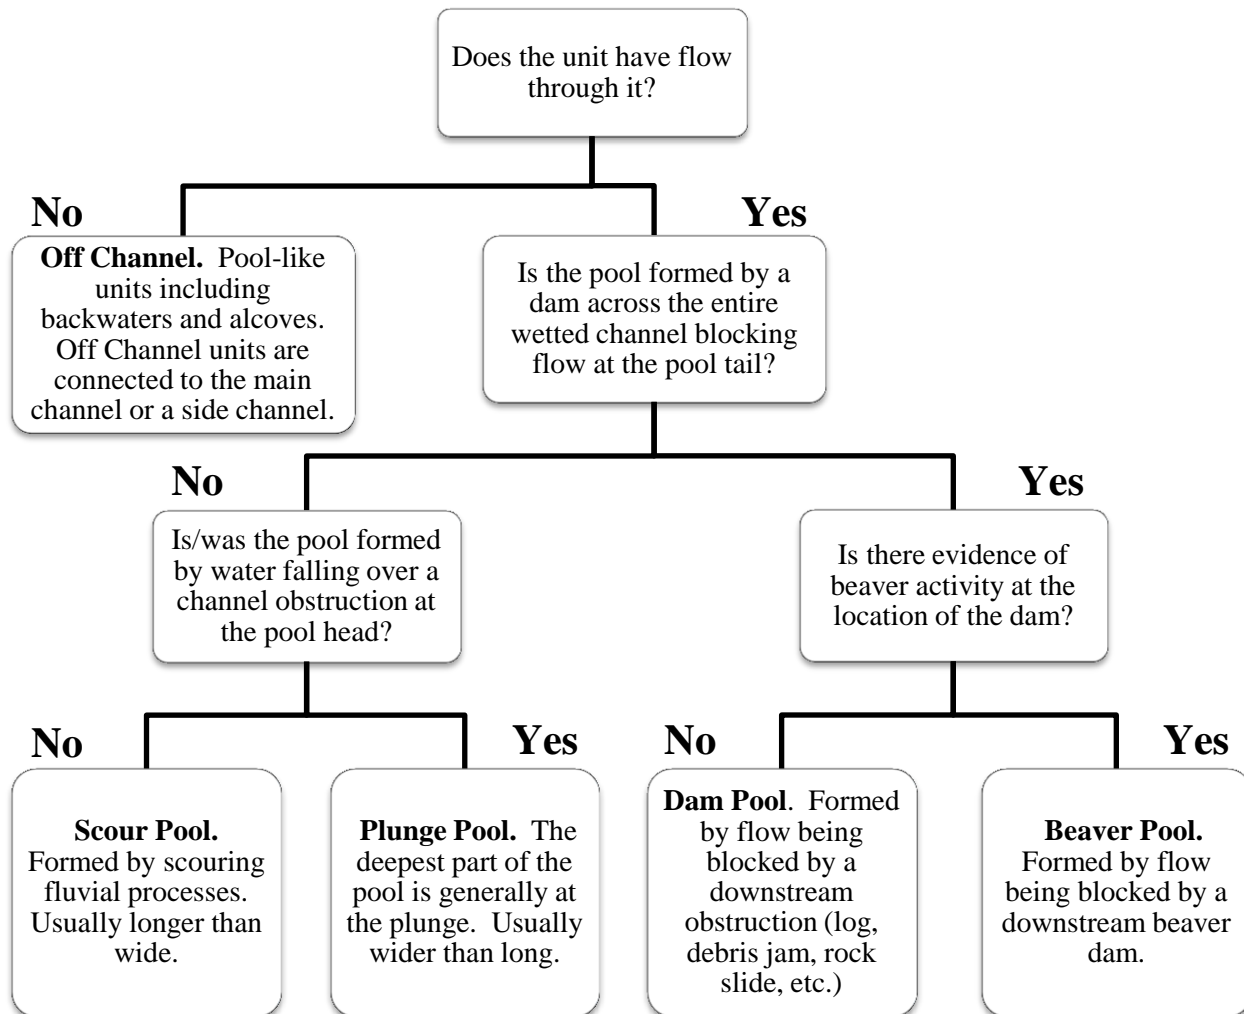 Does the unit have flow
through it?
No
Yes
Off Channel.  Pool-like
units including
backwaters and alcoves.
Off Channel units are
connected to the main
channel or a side channel.
Is the pool formed by a
dam across the entire
wetted channel blocking
flow at the pool tail?
No
Yes
Is/was the pool formed
by water falling over a
channel obstruction at
the pool head?
Is there evidence of
beaver activity at the
location of the dam?
No
Yes
No
Yes
Scour Pool.
Formed by scouring
fluvial processes.
Usually longer than
wide.
Plunge Pool.  The
deepest part of the
pool is generally at
the plunge.  Usually
wider than long.
Dam Pool.  Formed
by flow being
blocked by a
downstream
obstruction (log,
debris jam, rock
slide, etc.)
Beaver Pool.
Formed by flow
being blocked by a
downstream beaver
dam.